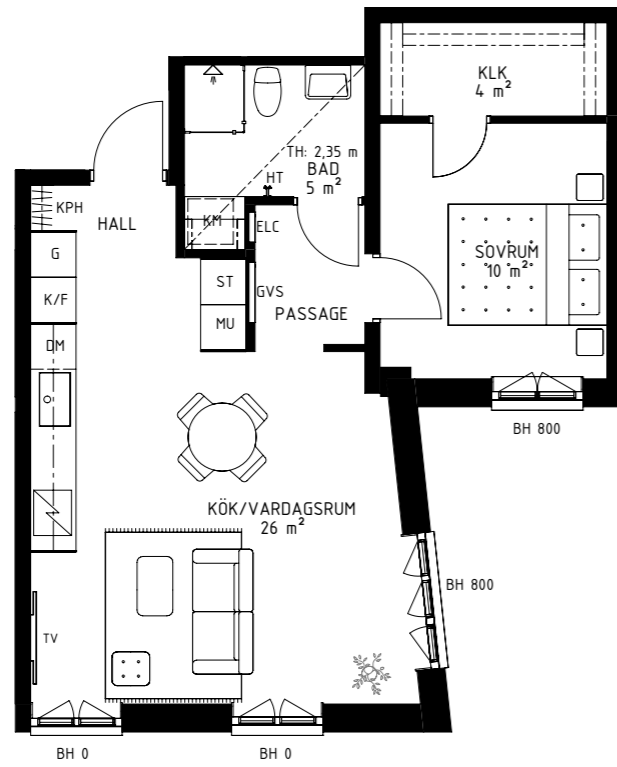 KLK
4 m²
TH: 2,35 m
BAD
5 m²
HT
KPH
HALL
KM
ELC
G
SOVRUM
10 m²
K/F
ST
GVS
PASSAGE
MU
DM
BH 800
KÖK/VARDAGSRUM
26 m²
BH 800
TV
BH 0
BH 0